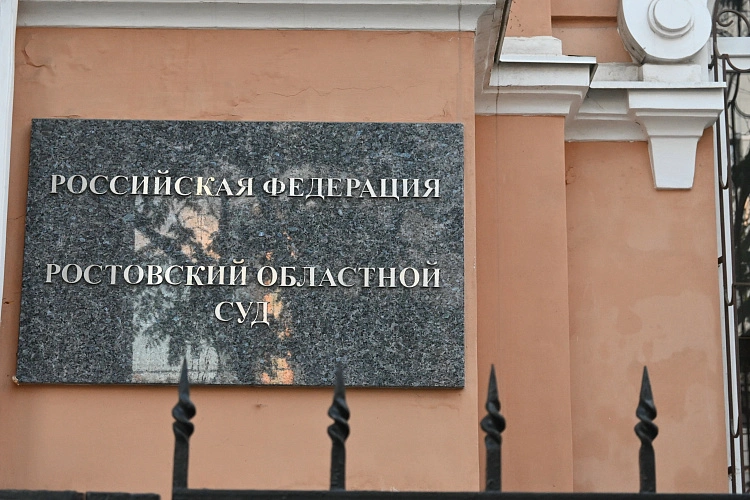 РОССИЙСКАЯ ФЕДЕРАЦИЯ
РОСТОВСКИЙ ОБЛАСТНОЙ
СУД